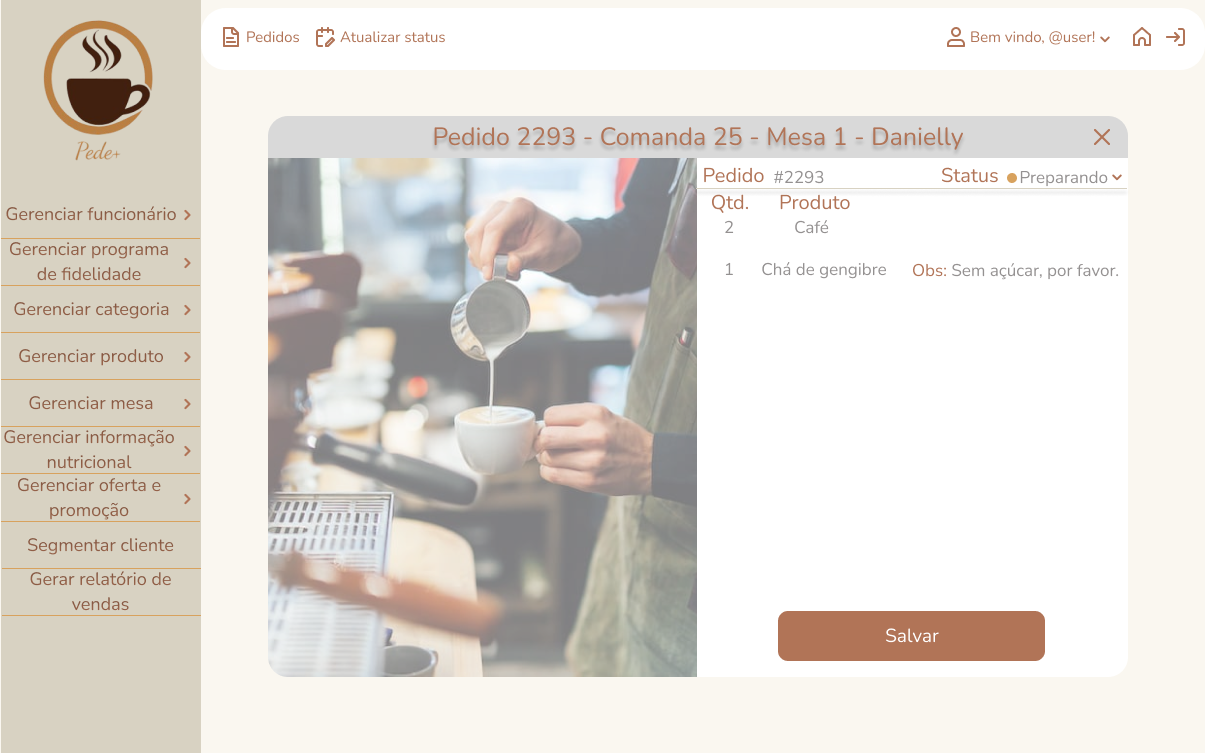 Pedidos
Atualizar status
Bem vindo, @user!
Pede+
Gerenciar funcionário
Gerenciar programa
de fidelidade
Gerenciar categoria
Gerenciar produto
Gerenciar mesa
Gerenciar informação
nutricional
Gerenciar oferta e
promoção
Segmentar cliente
Gerar relatório de
vendas
Pedido 2293 - Comanda 25 - Mesa 1 - Danielly
Pedido #2293
Status Preparando
Qtd. Produto
2 Café
1 Chá de gengibre Obs: Sem açúcar, por favor.
Salvar